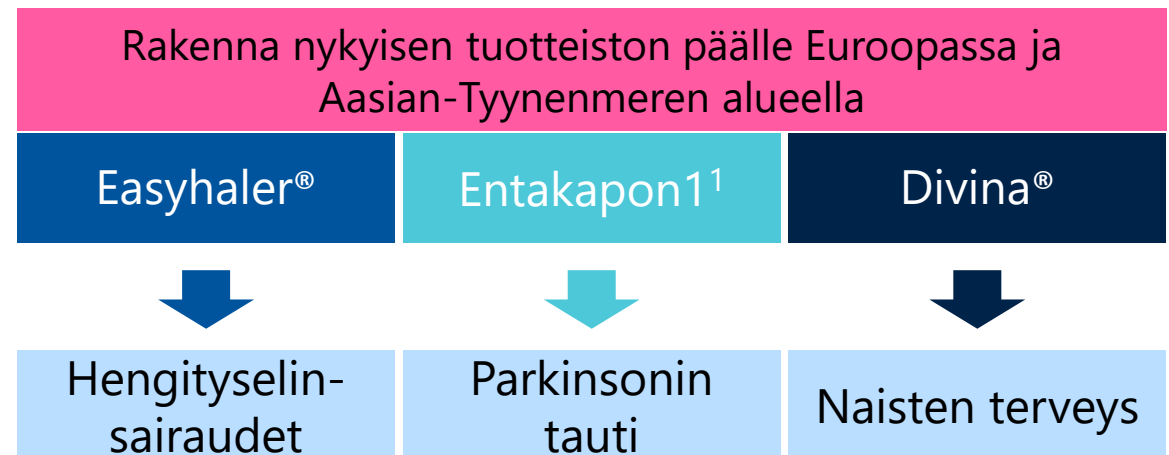 Rakenna nykyisen tuotteiston päälle Euroopassa ja
Aasian-Tyynenmeren alueella
Easyhaler®
Entakapon1¹
Divina®
Hengityselin-
sairaudet
Parkinsonin
tauti
Naisten terveys